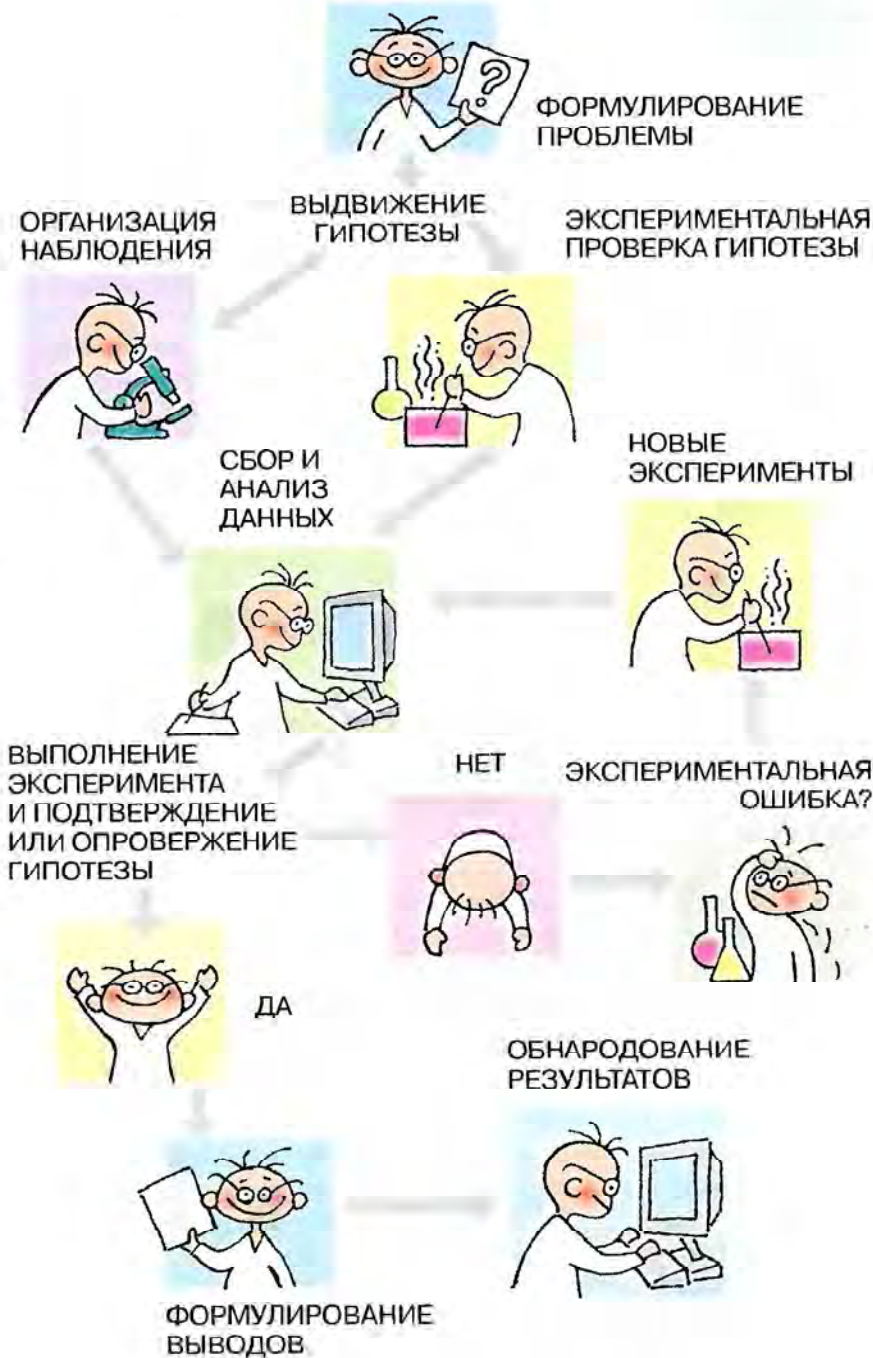 ?
ФОРМУЛИРОВАНИЕ
ПРОБЛЕМЫ
ВЫДВИЖЕНИЕ
ГИПОТЕЗЫ
ОРГАНИЗАЦИЯ
НАБЛЮДЕНИЯ
ЭКСПЕРИМЕНТАЛЬНАЯ
ПРОВЕРКА ГИПОТЕЗЫ
СБОР И
АНАЛИЗ
ДАННЫХ
НОВЫЕ
ЭКСПЕРИМЕНТЫ
ВЫПОЛНЕНИЕ
ЭКСПЕРИМЕНТА
И ПОДТВЕРЖДЕНИЕ
ИЛИ ОПРОВЕРЖЕНИЕ
ГИПОТЕЗЫ
НЕТ
ЭКСПЕРИМЕНТАЛЬНАЯ
ОШИБКА?
ДА
ОБНАРОДОВАНИЕ
РЕЗУЛЬТАТОВ
ФОРМУЛИРОВАНИЕ
ВЫВОДОВ